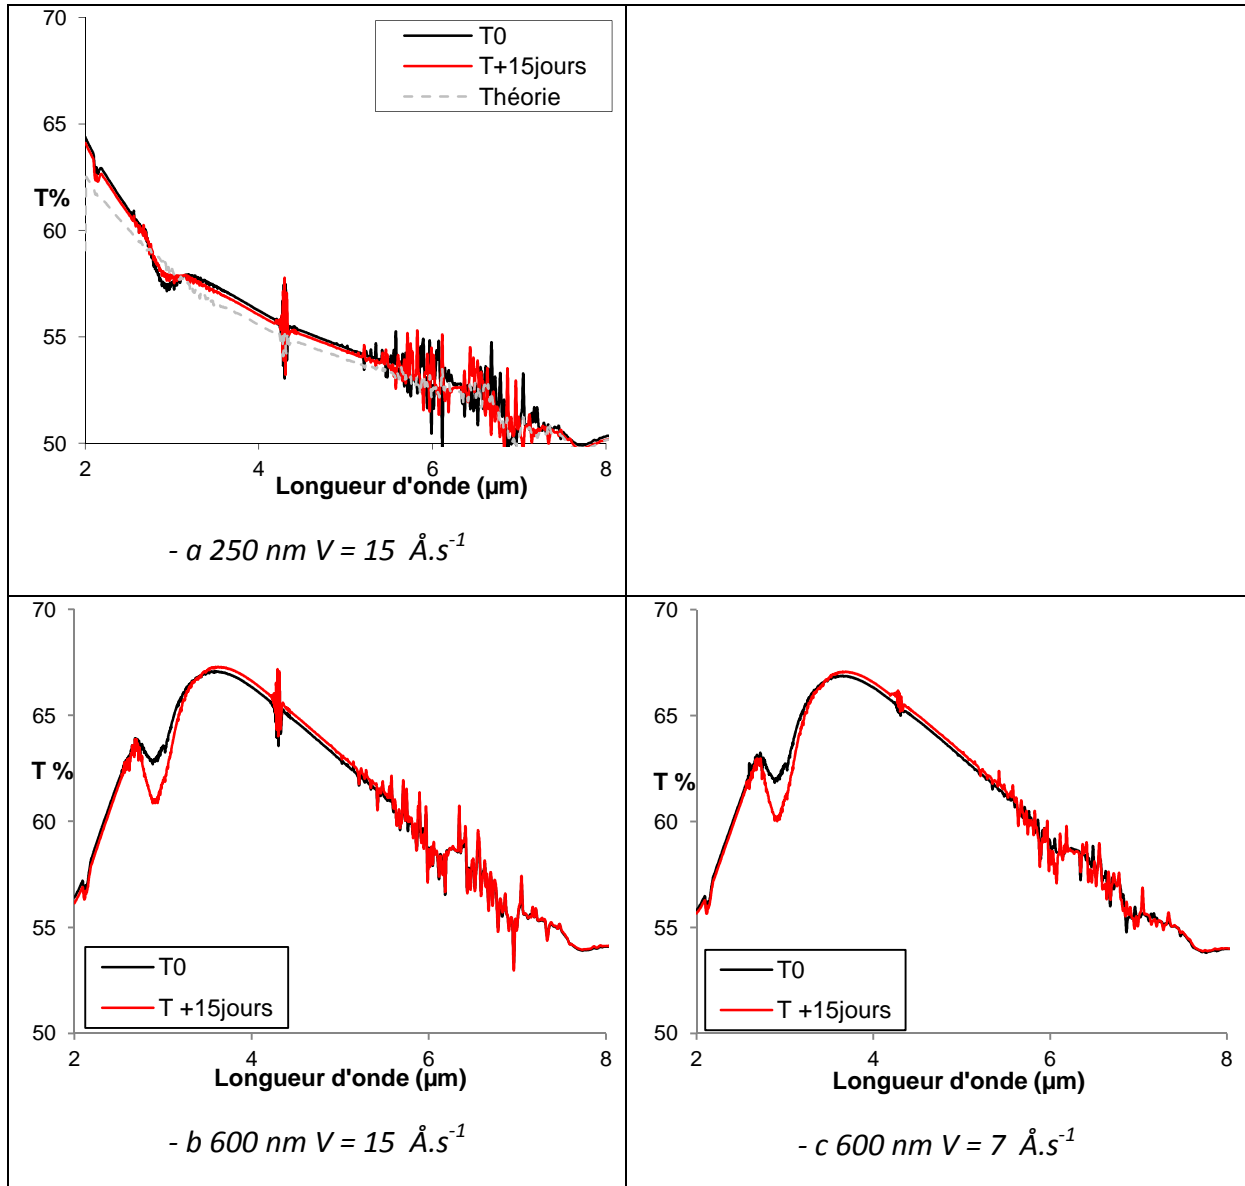 70
65
T%
60
55
50
2
4
6
8
Longueur d'onde (µm)
T0
T+15jours
Théorie
- a 250 nm V = 15 Å.s-1
70
65
T %
60
55
50
2
4
6
8
Longueur d'onde (µm)
T0
T +15jours
- b 600 nm V = 15 Å.s-1
70
65
T %
60
55
50
2
4
6
8
Longueur d'onde (µm)
T0
T +15jours
- c 600 nm V = 7 Å.s-1